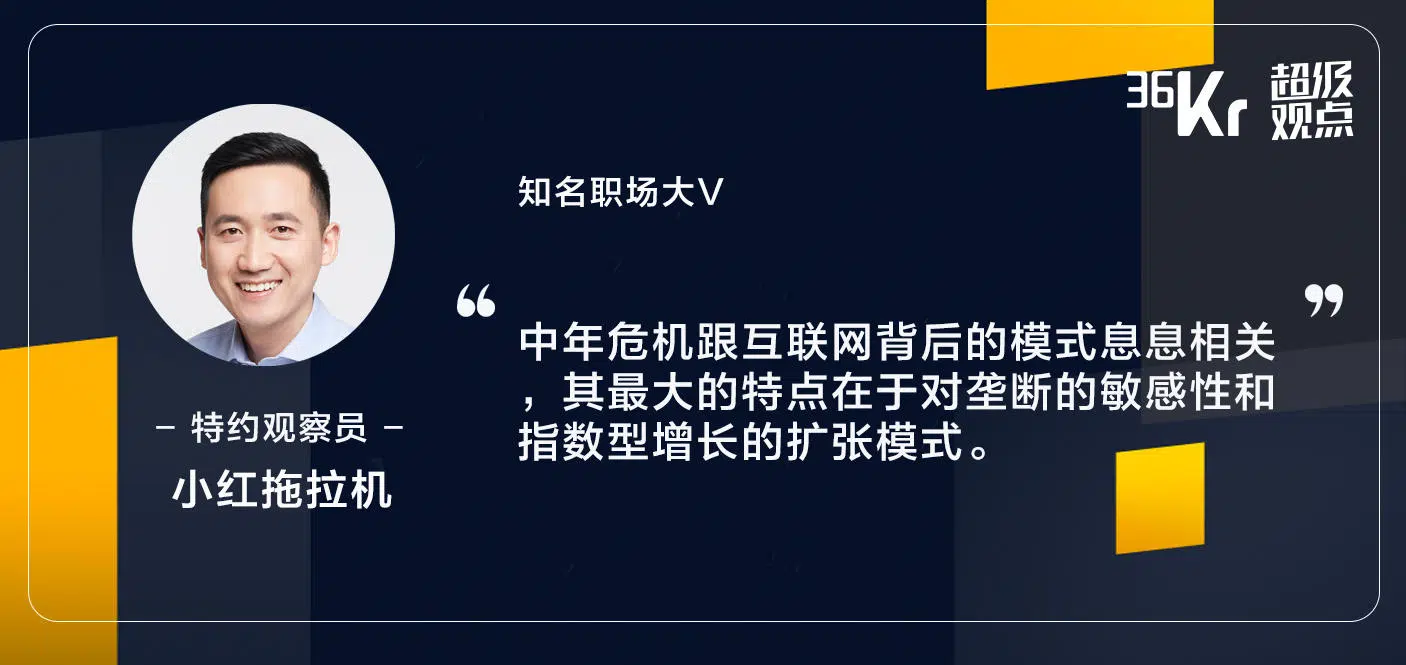 36Kr 超级
观点
知名职场大V
“
”
中年危机跟互联网背后的模式息息相关
，其最大的特点在于对垄断的敏感性和
指数型增长的扩张模式。
– 特约观察员 –
小红拖拉机